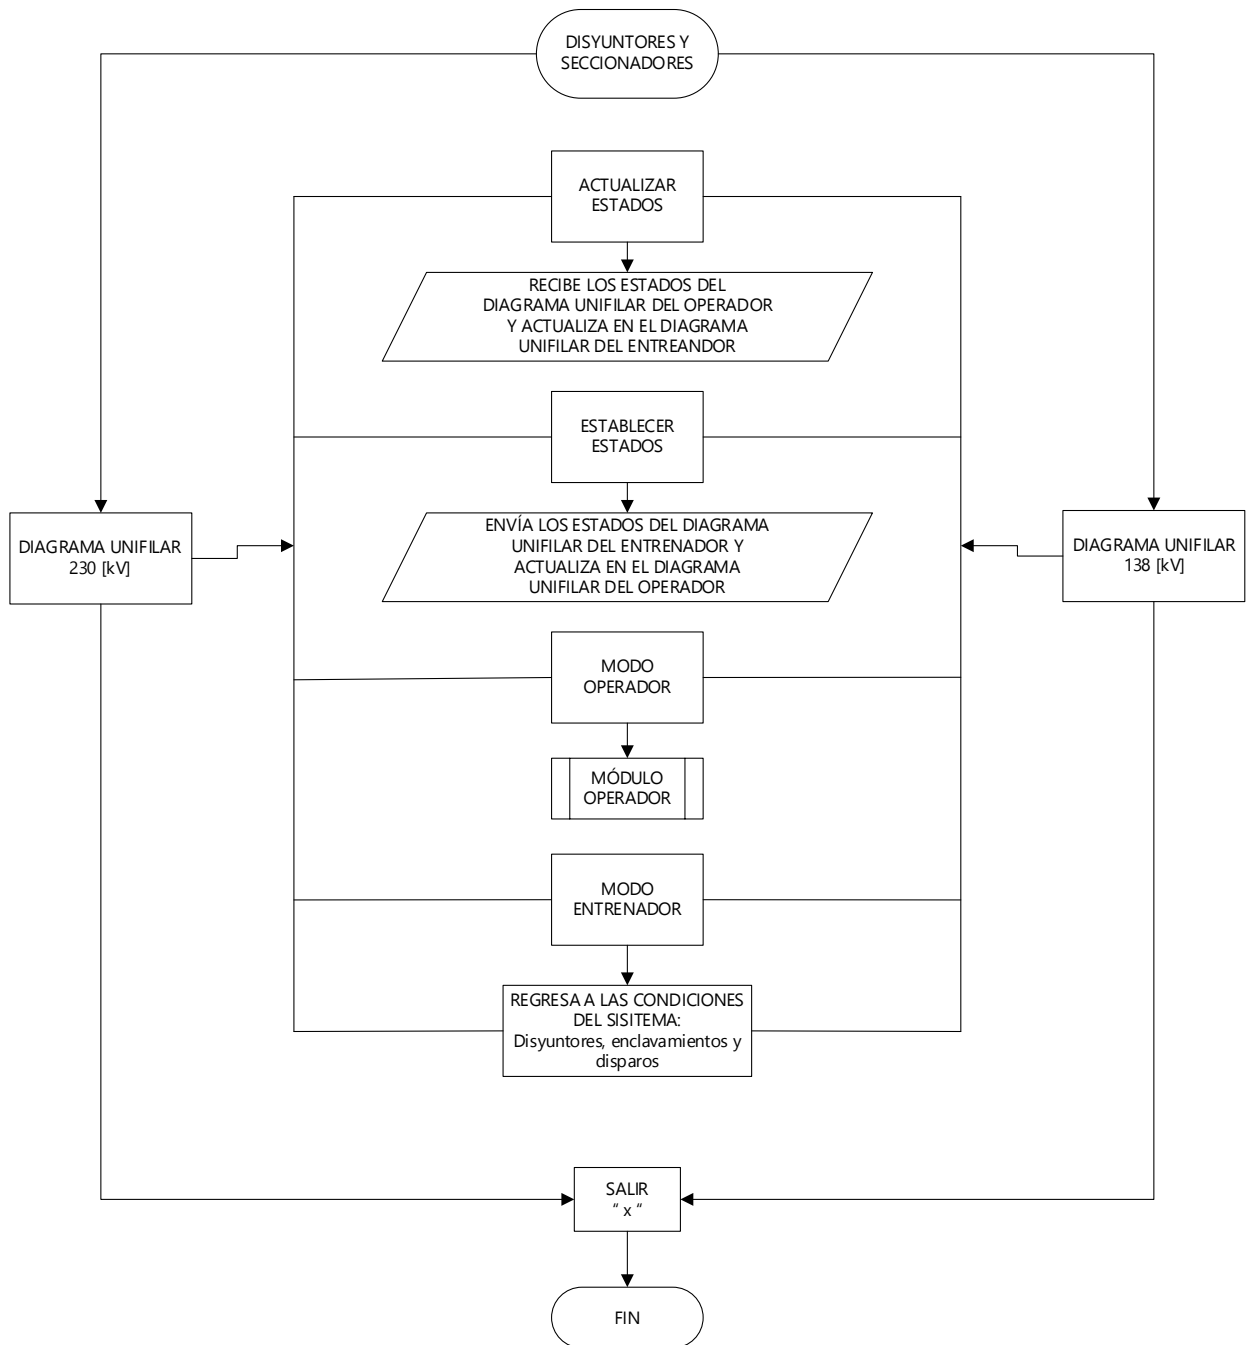 DISYUNTORES Y
SECCIONADORES
ACTUALIZAR
ESTADOS
RECIBE LOS ESTADOS DEL
DIAGRAMA UNIFILAR DEL OPERADOR
Y ACTUALIZA EN EL DIAGRAMA
UNIFILAR DEL ENTREANDOR
ESTABLECER
ESTADOS
DIAGRAMA UNIFILAR
230 [kV]
ENVÍA LOS ESTADOS DEL DIAGRAMA
UNIFILAR DEL ENTRENADOR Y
ACTUALIZA EN EL DIAGRAMA
UNIFILAR DEL OPERADOR
DIAGRAMA UNIFILAR
138 [kV]
MODO
OPERADOR
MÓDULO
OPERADOR
MODO
ENTRENADOR
REGRESA A LAS CONDICIONES
DEL SISITEMA:
Disyuntores, enclavamientos y
disparos
SALIR
“ x “
FIN